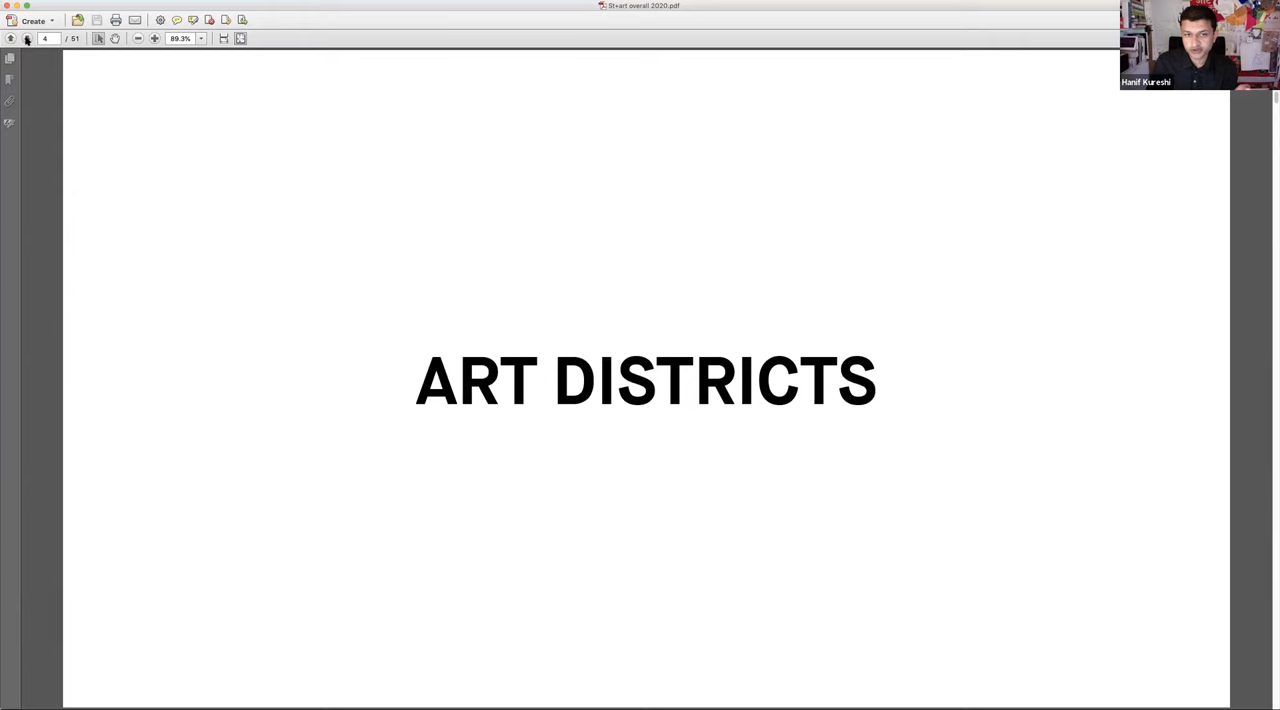 St+art overall 2020.pdf
Create
4 / 51
89.3%
Hanif Kureshi
ART DISTRICTS